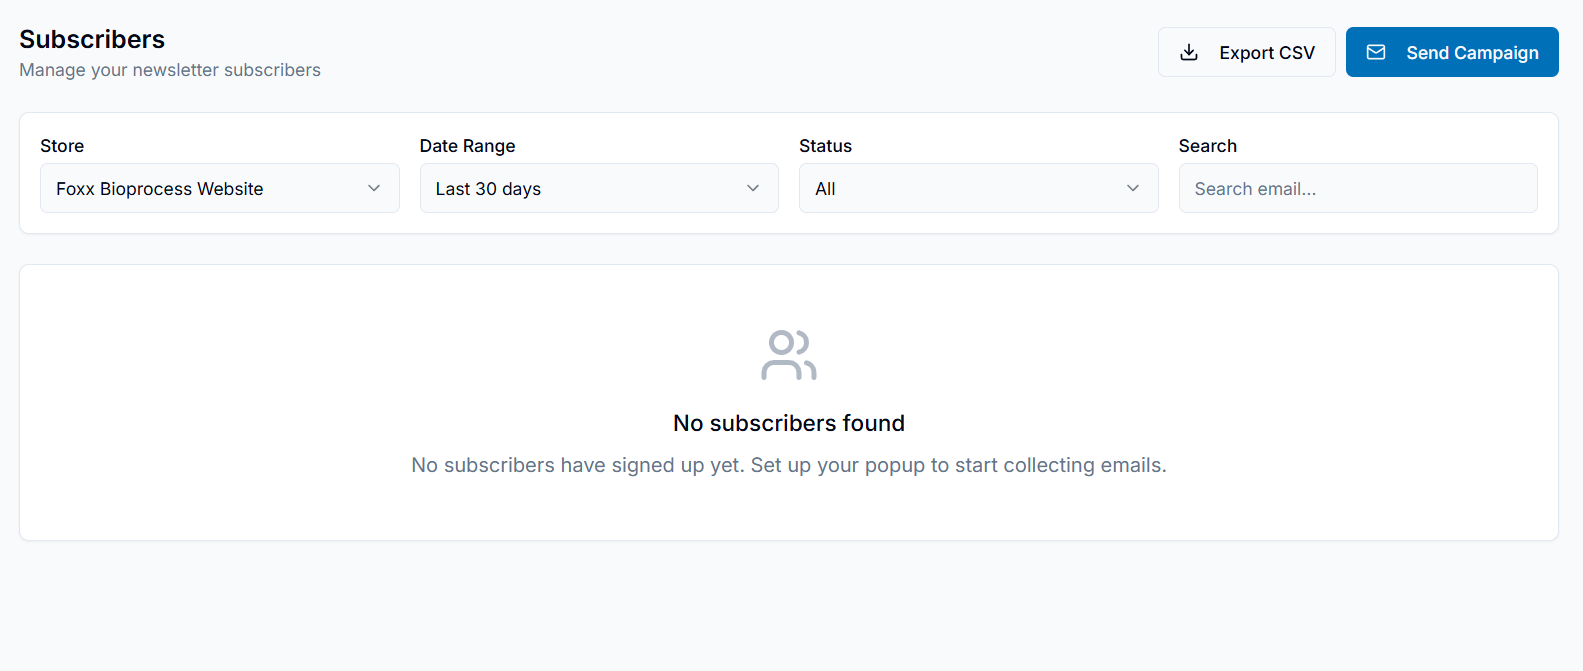 Subscribers
Manage your newsletter subscribers
Export CSV
Send Campaign
Store
Date Range
Status
Search
Foxx Bioprocess Website
Last 30 days
All
Search email...
No subscribers found
No subscribers have signed up yet. Set up your popup to start collecting emails.